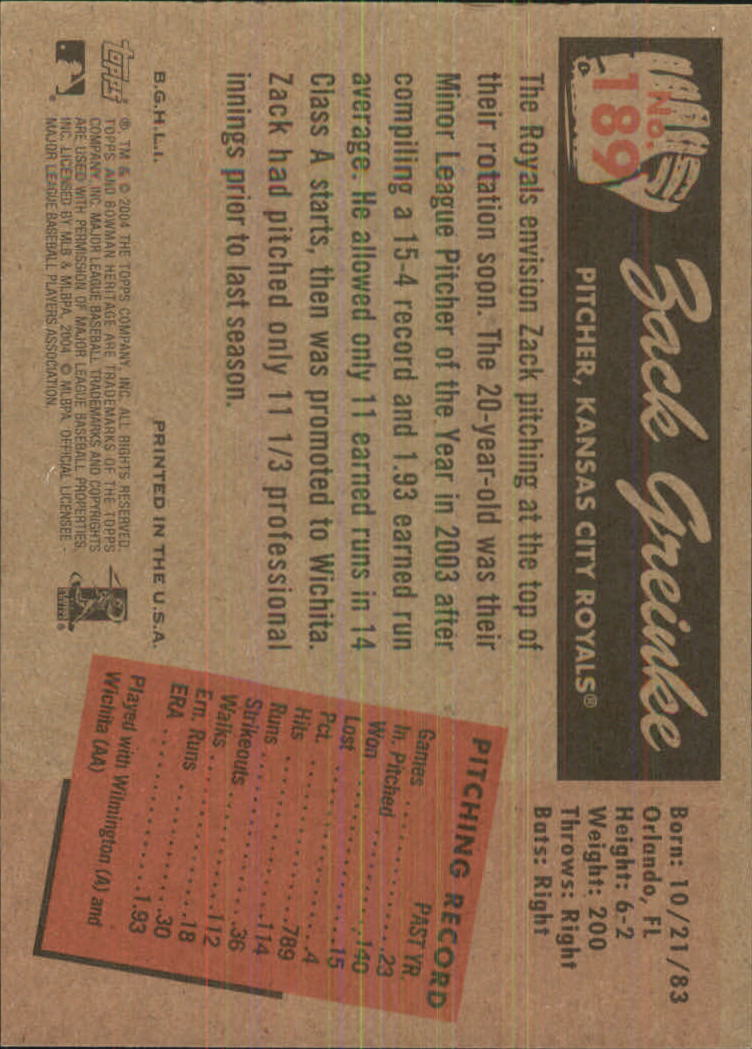 No.
189
Zack Greinke
PITCHER, KANSAS CITY ROYALS®
Born: 10/21/83
Orlando, FL
Height: 6-2
Weight: 200
Throws: Right
Bats: Right
The Royals envision Zack pitching at the top of
their rotation soon. The 20-year-old was their
Minor League Pitcher of the Year in 2003 after
compiling a 15-4 record and 1.93 earned run
average. He allowed only 11 earned runs in 14
Class A starts, then was promoted to Wichita.
Zack had pitched only 11 1/3 professional
innings prior to last season.
PITCHING RECORD
PAST YR.
Games ..........23
In. Pitched ..........140
Won ..........15
Lost ..........4
Pct. ...........789
Hits ..........114
Runs ..........36
Strikeouts ..........112
Walks ..........18
Ern. Runs ..........30
ERA ..........1.93
Played with Wilmington (A) and
Wichita (AA)
B.G.H.L.I. PRINTED IN THE U.S.A.
topps
®, TM & © 2004 THE TOPPS COMPANY, INC. ALL RIGHTS RESERVED.
TOPPS AND BOWMAN HERITAGE ARE TRADEMARKS OF THE TOPPS
COMPANY, INC. MAJOR LEAGUE BASEBALL TRADEMARKS AND COPYRIGHTS
ARE USED WITH PERMISSION OF MAJOR LEAGUE BASEBALL PROPERTIES,
INC. LICENSED BY MLB & MLBPA, 2004 © MLBPA OFFICIAL LICENSEE -
MAJOR LEAGUE BASEBALL PLAYERS ASSOCIATION.